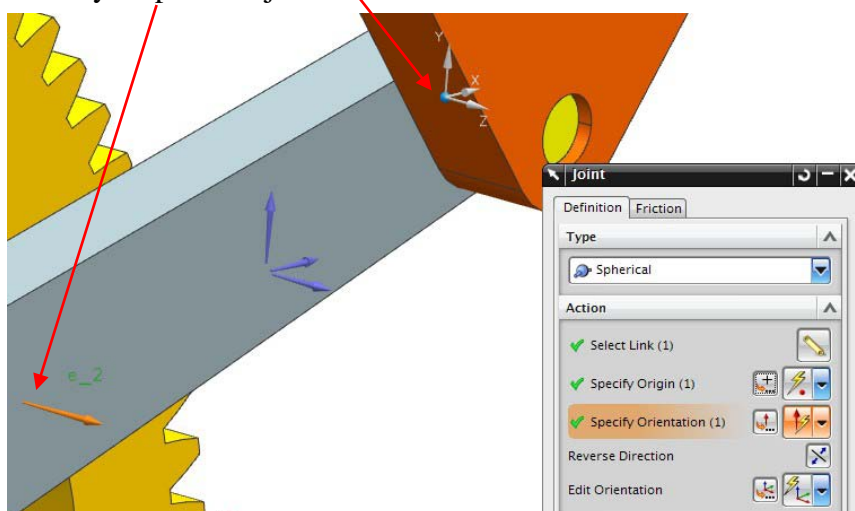 Y
X
Z
e_2
Joint
Definition
Friction
Type
Spherical
Action
Select Link (1)
Specify Origin (1)
Specify Orientation (1)
Reverse Direction
Edit Orientation